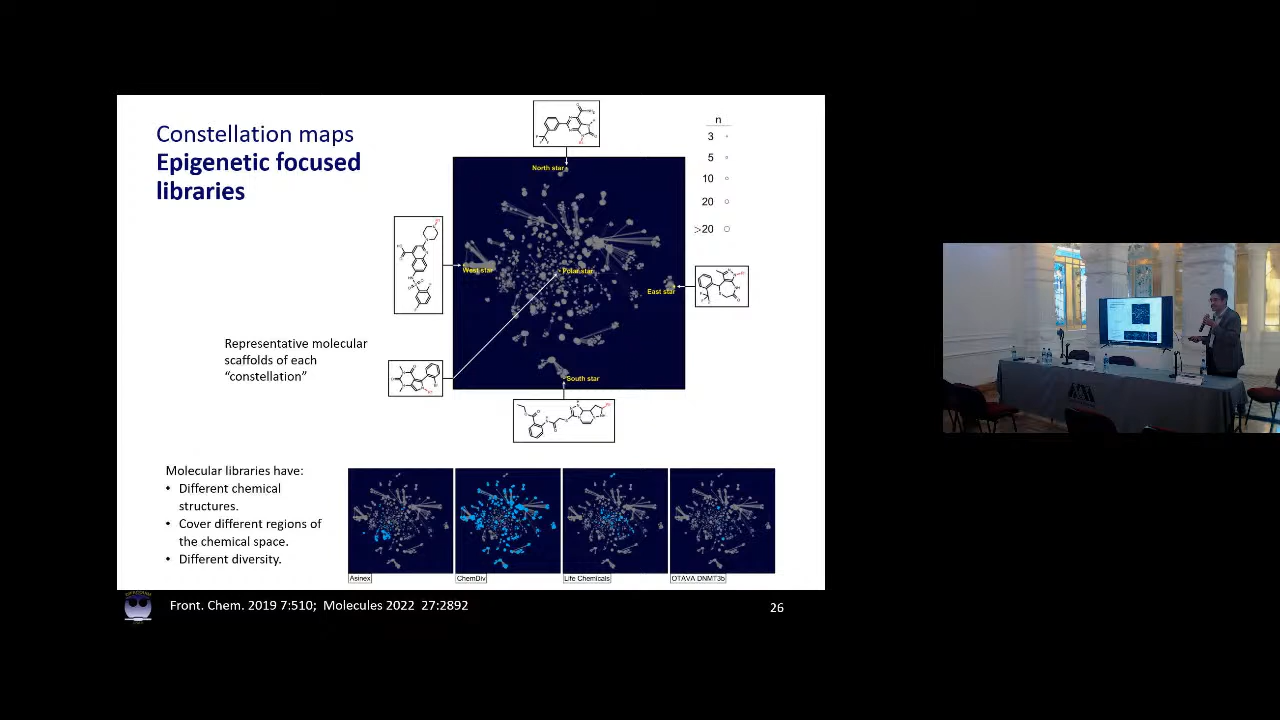 Constellation maps
Epigenetic focused
libraries
North star
West star
Polar star
East star
South star
n
3
5
10
20
>20
Representative molecular
scaffolds of each
“constellation”
Molecular libraries have:
• Different chemical
structures.
• Cover different regions of
the chemical space.
• Different diversity.
Asinex
ChemDiv
Life Chemicals
OTAVA DNMT3b
Front. Chem. 2019 7:510; Molecules 2022 27:2892
26